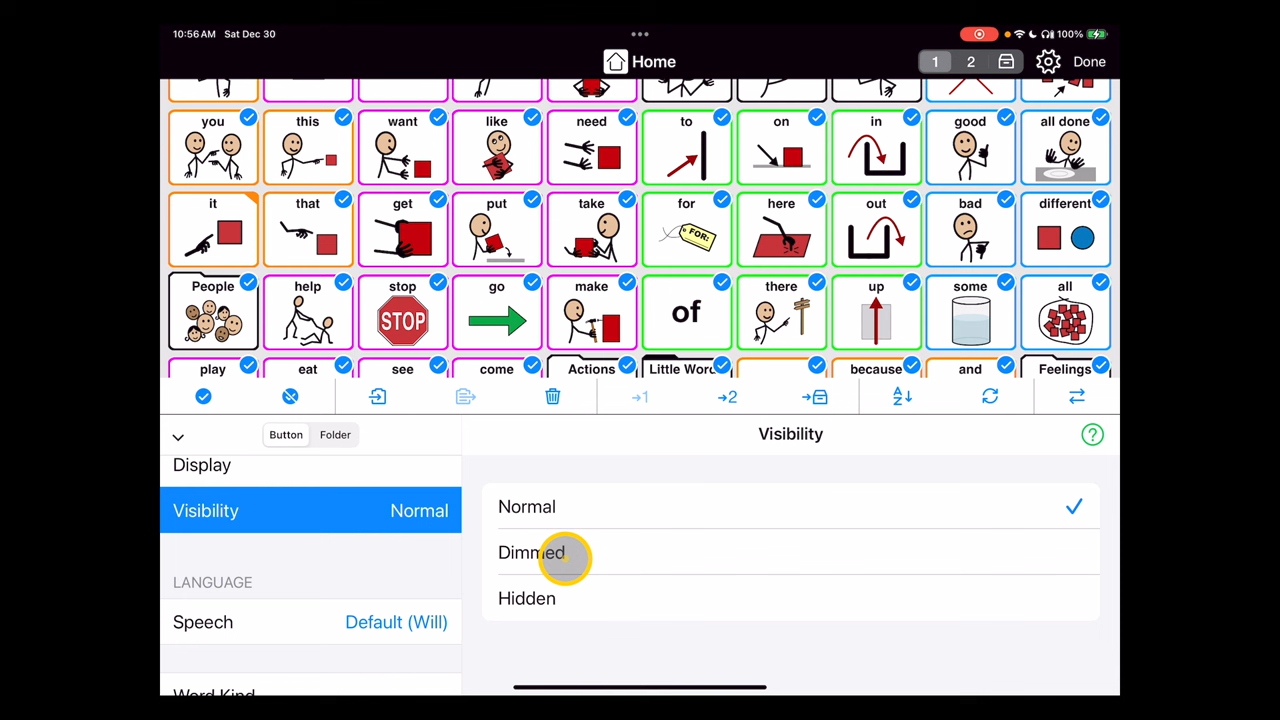 10:56 AM Sat Dec 30 100%
Home 1 2 Done
you this want like need to on in good all done
it that get put take for here out bad different
FOR:
People help stop go make of there up some all
STOP
play eat see come Actions Little Word because and Feelings
→1 →2 A Z
Button Folder Visibility ?
Display
Visibility Normal
Normal
Dimmed
LANGUAGE
Hidden
Speech Default (Will)
Word Kind